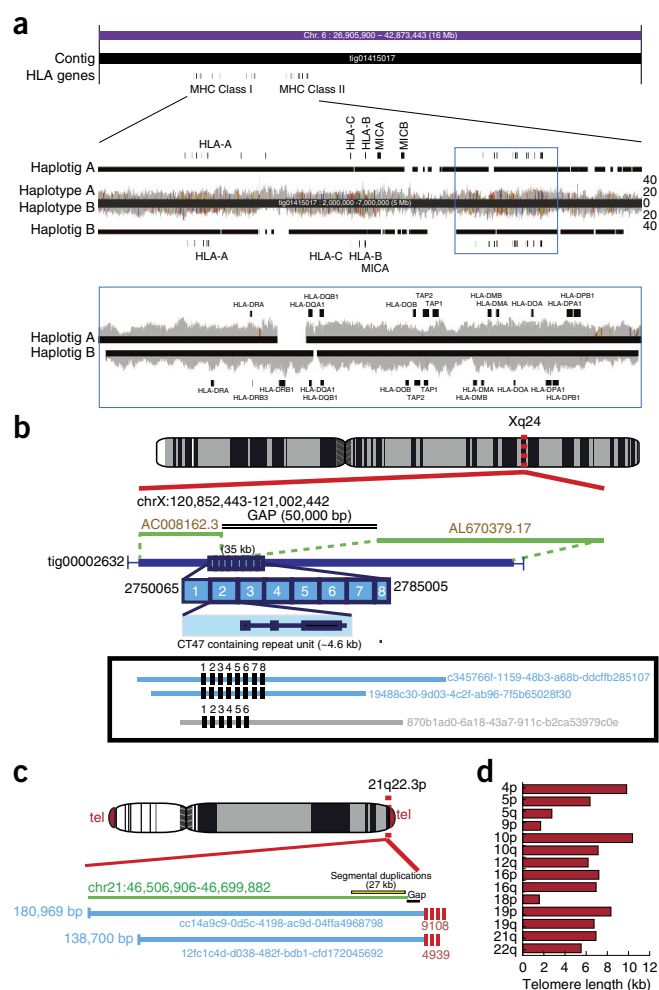 a
Chr. 6 : 26,905,900 – 42,873,443 (16 Mb)
Contig
tig01415017
HLA genes
MHC Class I
MHC Class II
HLA-A
HLA-C
HLA-B
MICA
MICB
Haplotig A
Haplotype A
Haplotype B
Haplotig B
tig01415017 : 2,000,000 -7,000,000 (5 Mb)
40
20
0
20
40
HLA-A
HLA-C
HLA-B
MICA
HLA-DRA
HLA-DQB1
HLA-DQA1
HLA-DOB
TAP2
TAP1
HLA-DMB
HLA-DMA
HLA-DOA
HLA-DPB1
HLA-DPA1
Haplotig A
Haplotig B
HLA-DRA
HLA-DRB3
HLA-DRB1
HLA-DQA1
HLA-DQB1
HLA-DOB
TAP2
TAP1
HLA-DMA
HLA-DMB
HLA-DOA
HLA-DPA1
HLA-DPB1
b
Xq24
chrX:120,852,443-121,002,442
GAP (50,000 bp)
AC008162.3
AL670379.17
tig00002632
(35 kb)
2750065
1 2 3 4 5 6 7 8
2785005
CT47 containing repeat unit (~4.6 kb)
1 2 3 4 5 6 7 8
c345766f-1159-48b3-a68b-ddcffb285107
19488c30-9d03-4c2f-ab96-7f5b65028f30
1 2 3 4 5 6
870b1ad0-6a18-43a7-911c-b2ca53979c0e
c
21q22.3p
tel
tel
Segmental duplications
(27 kb)
chr21:46,506,906-46,699,882
Gap
180,969 bp
cc14a9c9-0d5c-4198-ac9d-04ffa4968798
9108
138,700 bp
12fc1c4d-d038-482f-bdb1-cfd172045692
4939
d
4p
5p
5q
9p
10p
10q
12q
16p
16q
18p
19p
19q
21q
22q
0 2 4 6 8 10 12
Telomere length (kb)